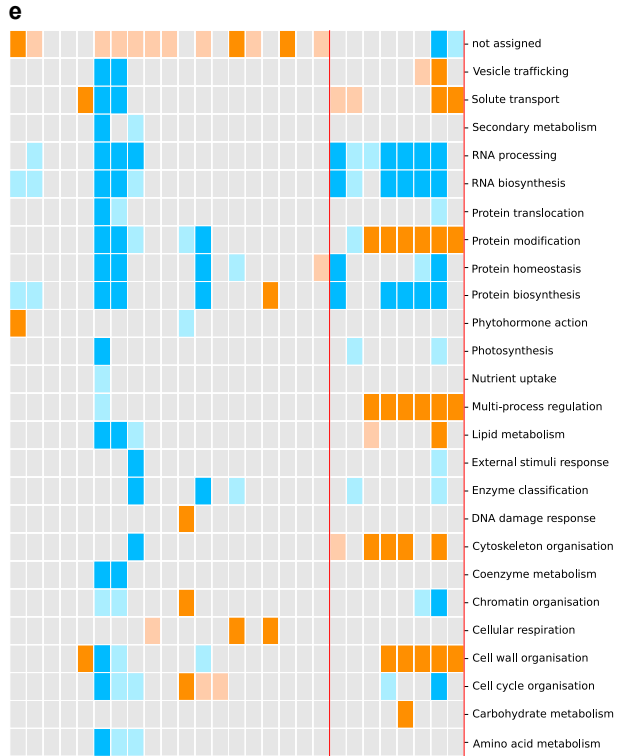 e
not assigned
Vesicle trafficking
Solute transport
Secondary metabolism
RNA processing
RNA biosynthesis
Protein translocation
Protein modification
Protein homeostasis
Protein biosynthesis
Phytohormone action
Photosynthesis
Nutrient uptake
Multi-process regulation
Lipid metabolism
External stimuli response
Enzyme classification
DNA damage response
Cytoskeleton organisation
Coenzyme metabolism
Chromatin organisation
Cellular respiration
Cell wall organisation
Cell cycle organisation
Carbohydrate metabolism
Amino acid metabolism